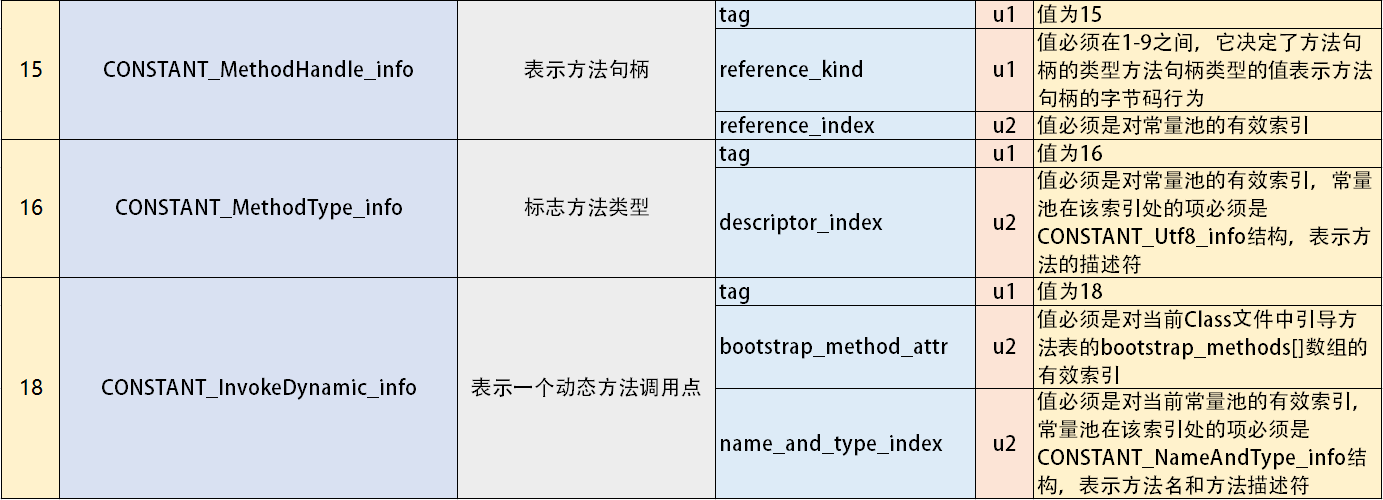 15
CONSTANT_MethodHandle_info
表示方法句柄
tag
u1
值为15
reference_kind
u1
值必须在1-9之间，它决定了方法句
柄的类型方法句柄类型的值表示方法
句柄的字节码行为
reference_index
u2
值必须是对常量池的有效索引
16
CONSTANT_MethodType_info
标志方法类型
tag
u1
值为16
descriptor_index
u2
值必须是对常量池的有效索引，常量
池在该索引处的项必须是
CONSTANT_Utf8_info结构，表示方
法的描述符
18
CONSTANT_InvokeDynamic_info
表示一个动态方法调用点
tag
u1
值为18
bootstrap_method_attr
u2
值必须是对当前Class文件中引导方
法表的bootstrap_methods[]数组的
有效索引
name_and_type_index
u2
值必须是对当前常量池的有效索引，
常量池在该索引处的项必须是
CONSTANT_NameAndType_info结
构，表示方法名和方法描述符